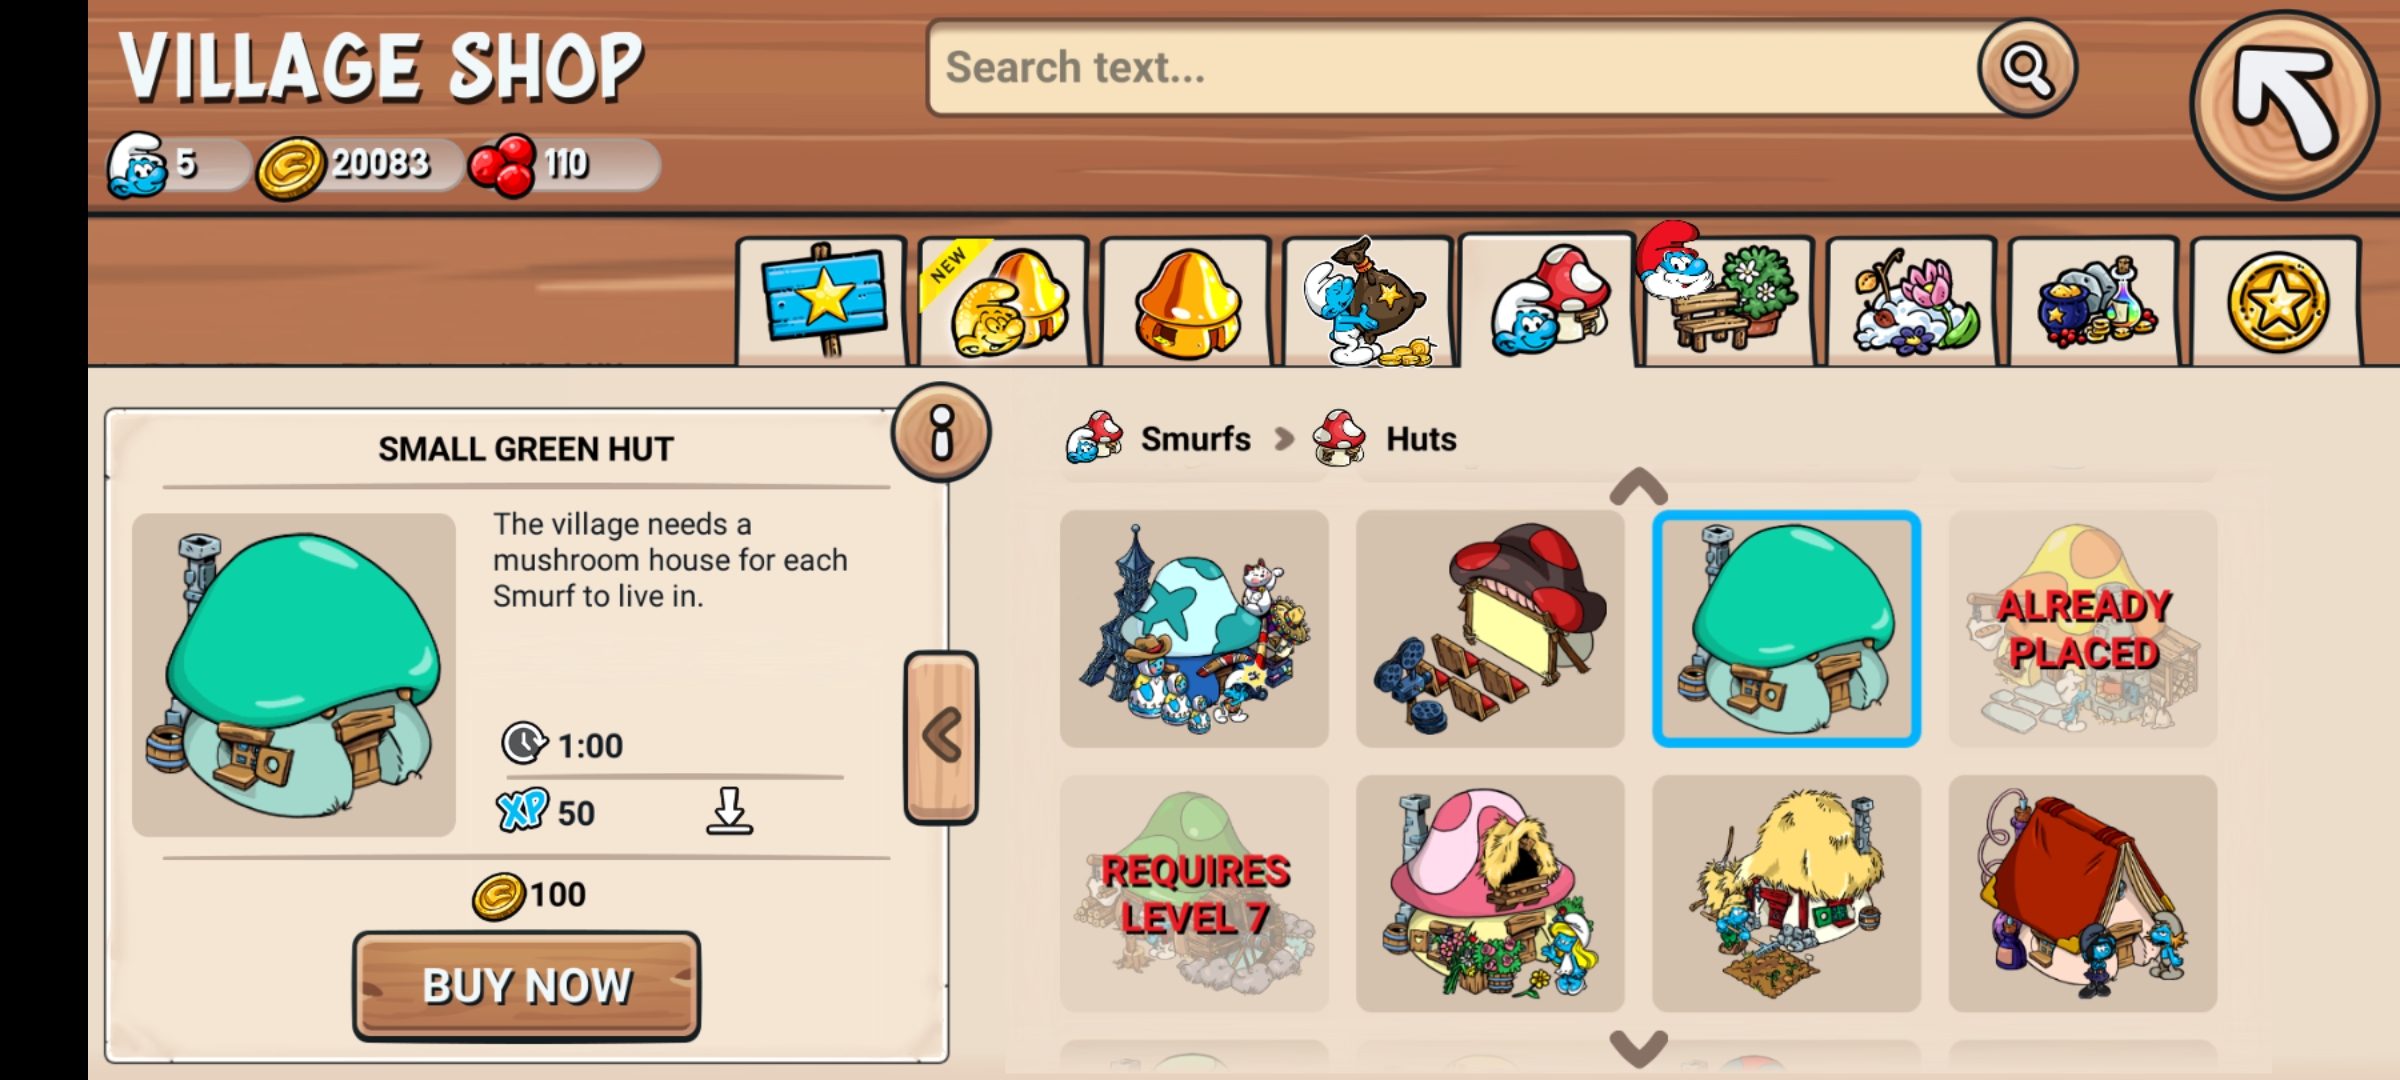 VILLAGE SHOP
Search text...
5
20083
110
NEW
SMALL GREEN HUT
The village needs a
mushroom house for each
Smurf to live in.
1:00
XP 50
100
BUY NOW
Smurfs
Huts
ALREADY
PLACED
REQUIRES
LEVEL 7